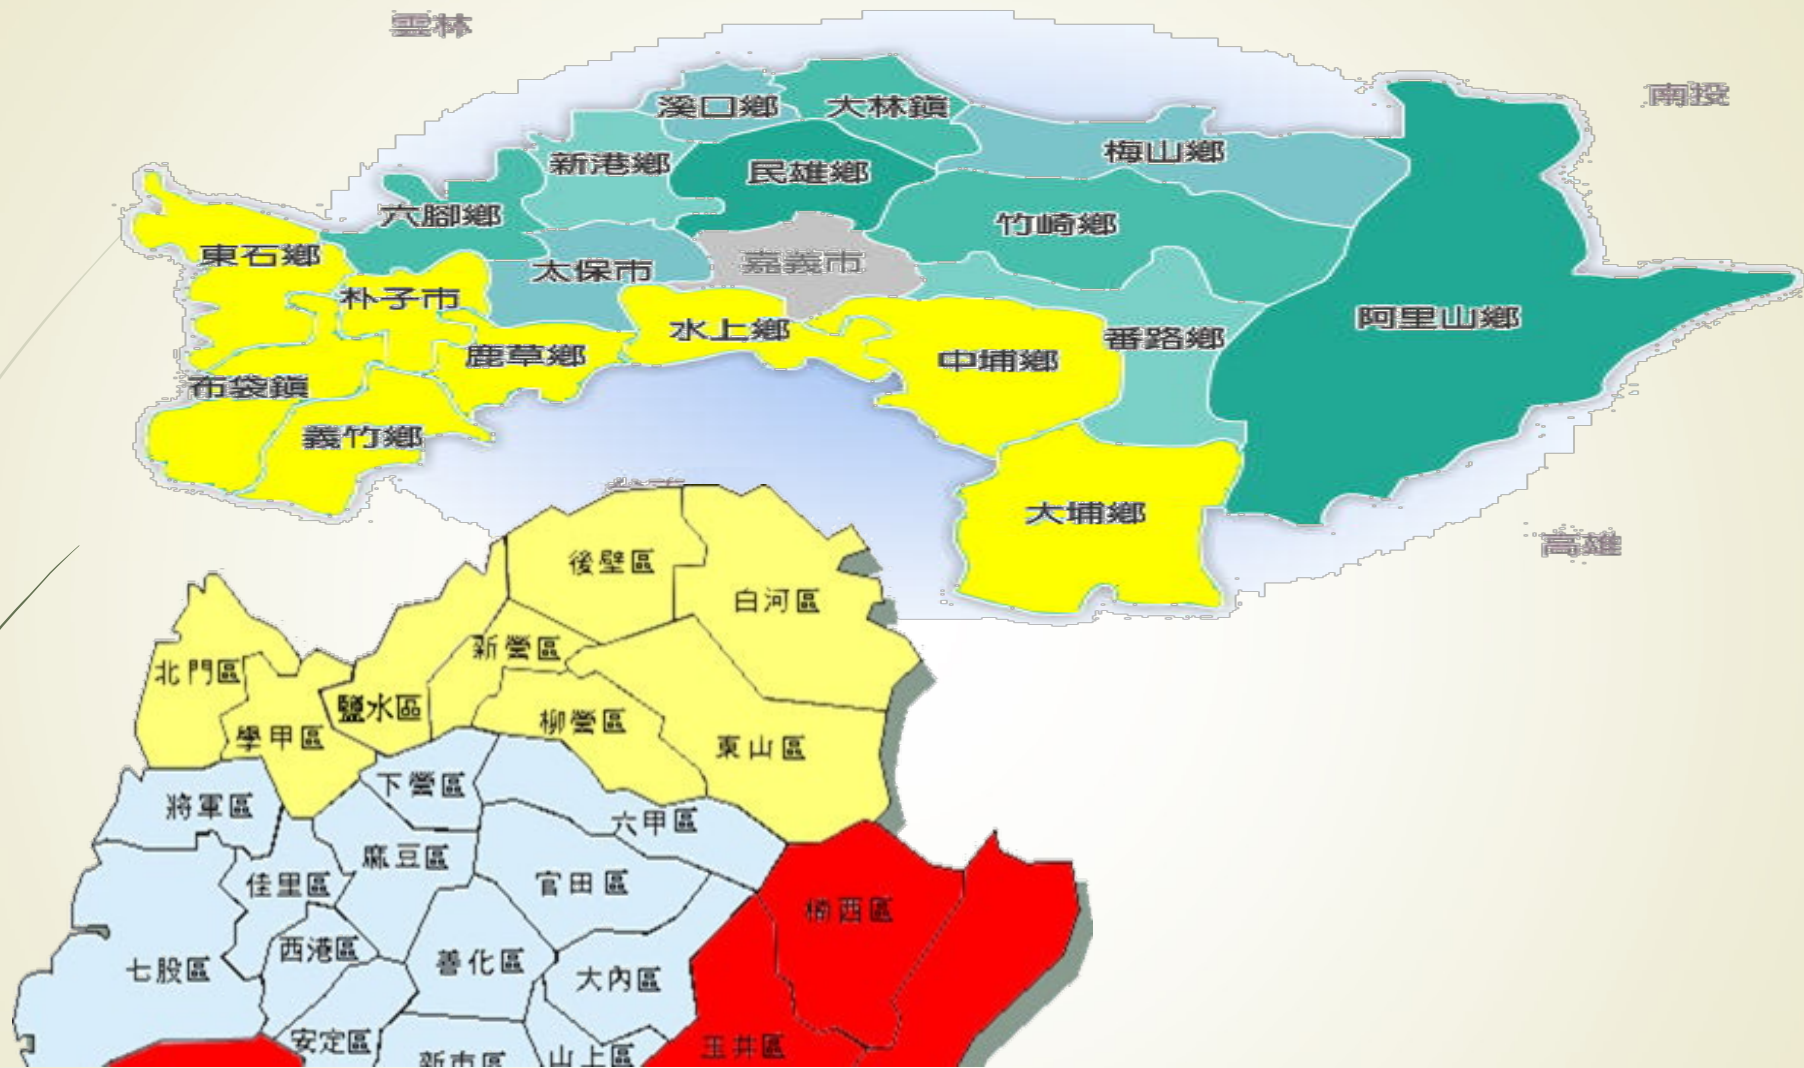 雲林
南投
溪口鄉
大林鎮
新港鄉
民雄鄉
梅山鄉
六腳鄉
竹崎鄉
東石鄉
太保市
嘉義市
朴子市
水上鄉
阿里山鄉
番路鄉
鹿草鄉
中埔鄉
布袋鎮
義竹鄉
大埔鄉
高雄
後壁區
白河區
新營區
北門區
鹽水區
柳營區
學甲區
東山區
下營區
將軍區
六甲區
麻豆區
佳里區
官田區
楠西區
西港區
善化區
七股區
大內區
安定區
玉井區
新市區
山上區